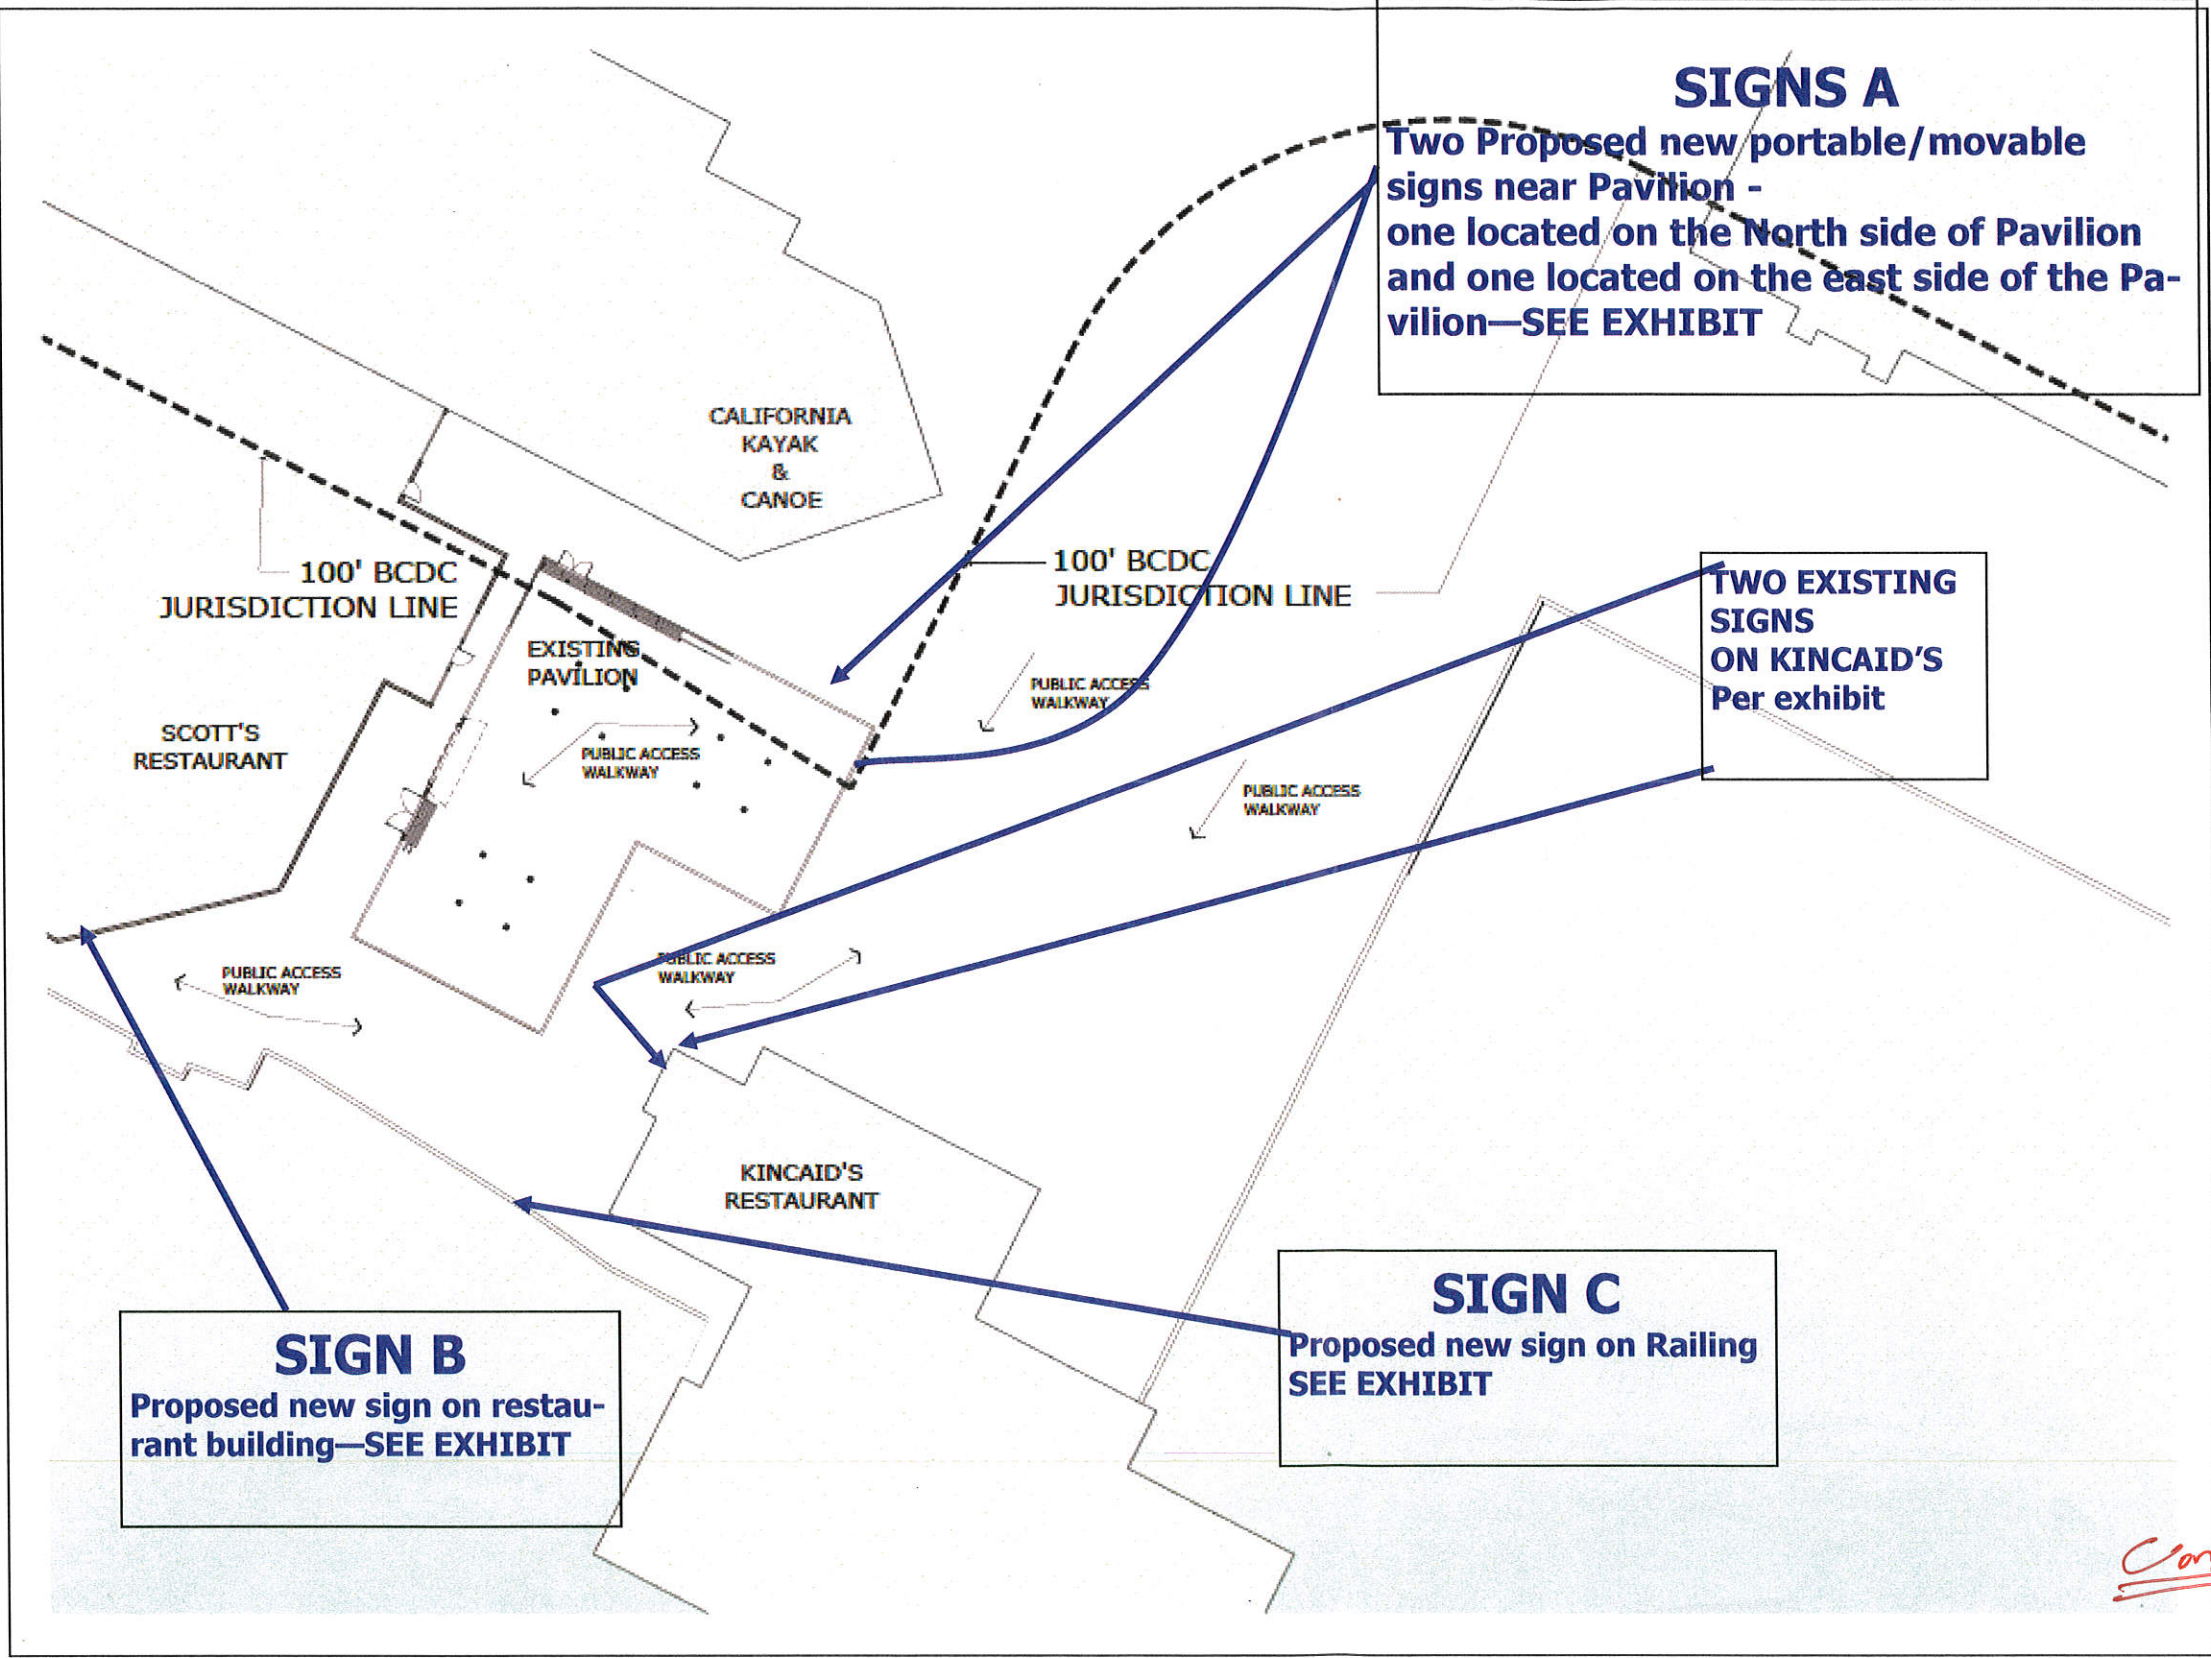 SIGNS A
Two Proposed new portable/movable
signs near Pavilion -
one located on the North side of Pavilion
and one located on the east side of the Pa-
vilion—SEE EXHIBIT
CALIFORNIA
KAYAK
&
CANOE
100' BCDC
JURISDICTION LINE
100' BCDC
JURISDICTION LINE
TWO EXISTING
SIGNS
ON KINCAID'S
Per exhibit
EXISTING
PAVILION
PUBLIC ACCESS
WALKWAY
SCOTT'S
RESTAURANT
PUBLIC ACCESS
WALKWAY
PUBLIC ACCESS
WALKWAY
PUBLIC ACCESS
WALKWAY
PUBLIC ACCESS
WALKWAY
KINCAID'S
RESTAURANT
SIGN B
Proposed new sign on restau-
rant building—SEE EXHIBIT
SIGN C
Proposed new sign on Railing
SEE EXHIBIT